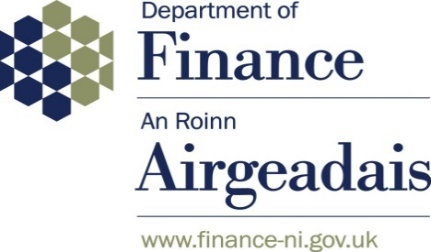 Department of
Finance
An Roinn
Airgeadais
www.finance-ni.gov.uk